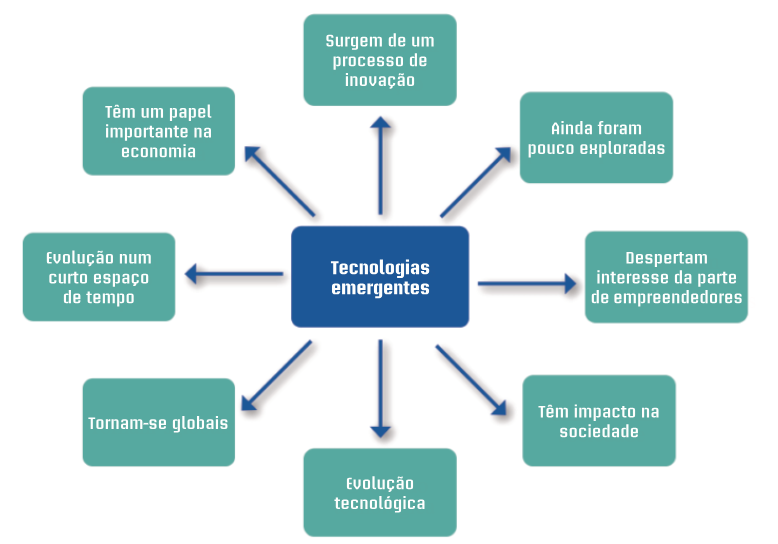 Surgem de um
processo de
inovação
Têm um papel
importante na
economia
Ainda foram
pouco exploradas
Evolução num
curto espaço
de tempo
Tecnologias
emergentes
Despertam
interesse da parte
de empreendedores
Tornam-se globais
Têm impacto na
sociedade
Evolução
tecnológica